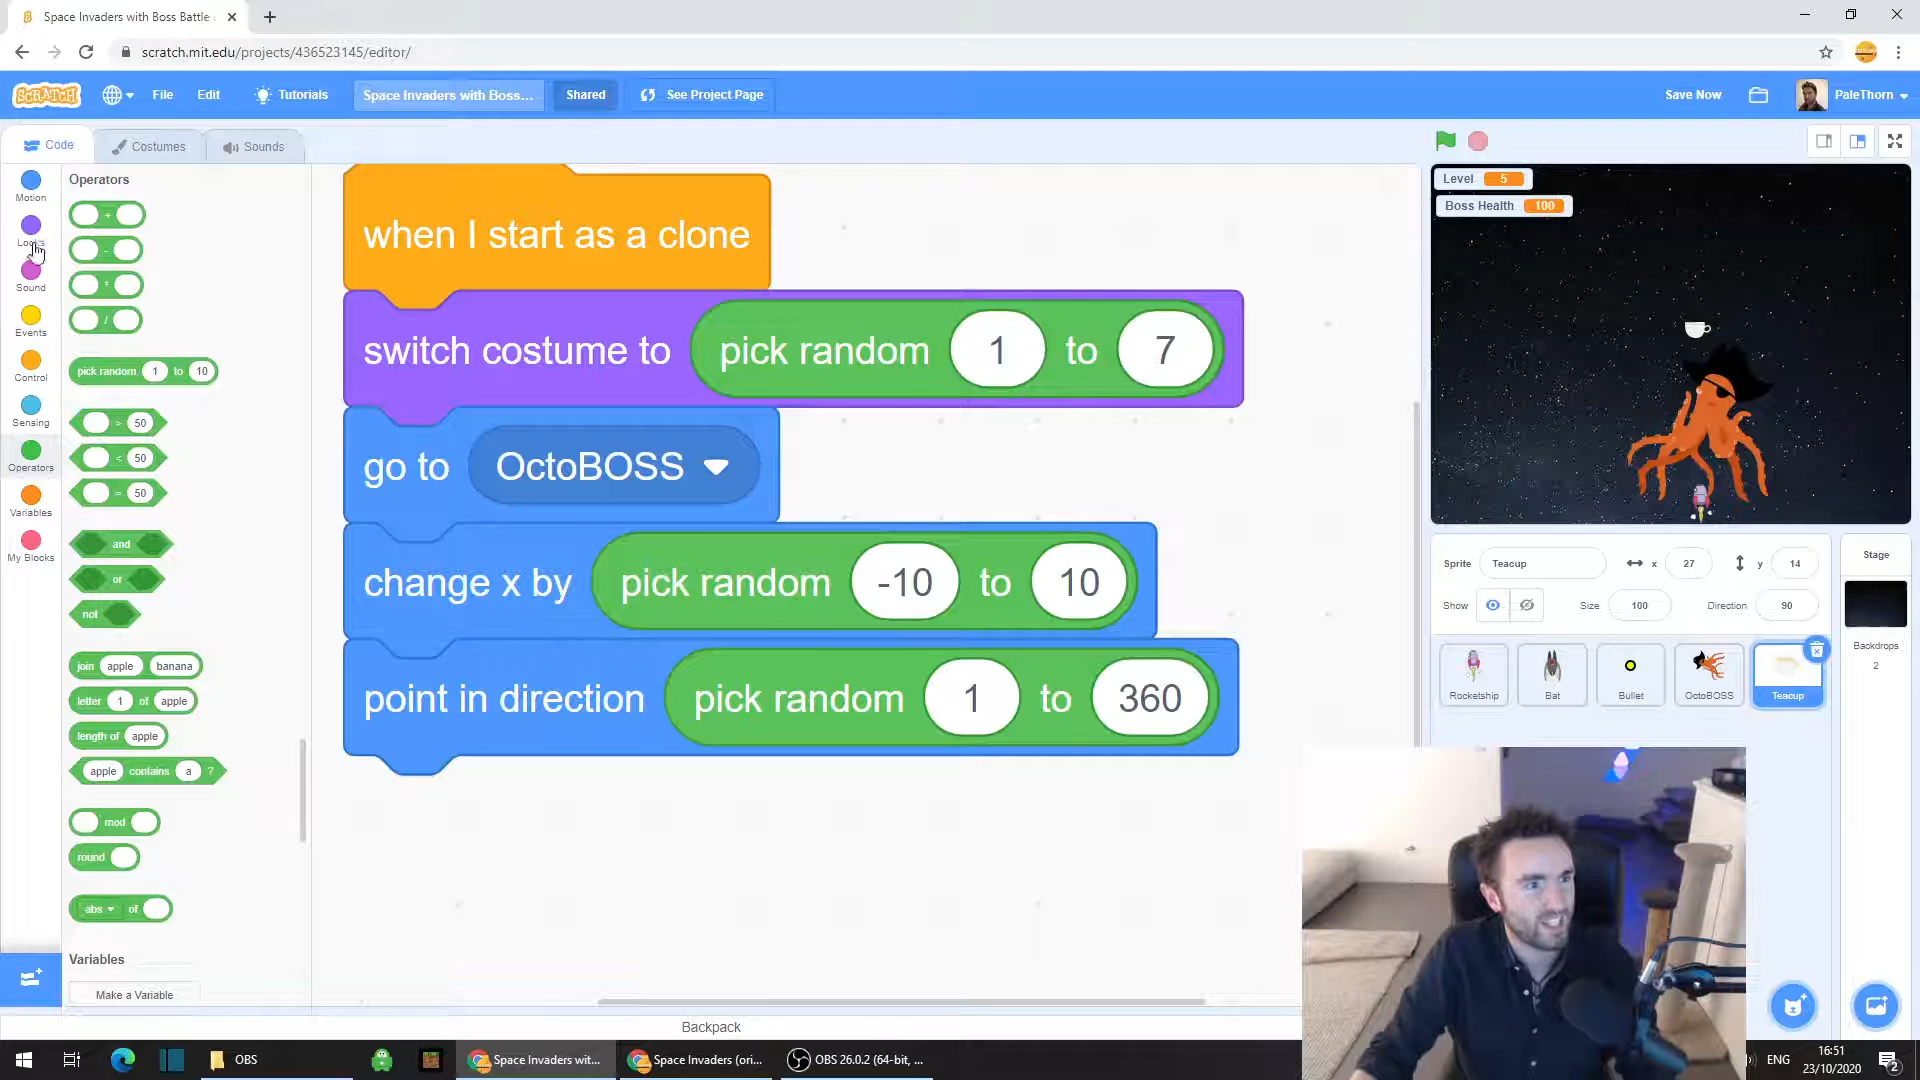 Space Invaders with Boss Battle
scratch.mit.edu/projects/436523145/editor/
SCRATCH
File
Edit
Tutorials
Space Invaders with Boss...
Shared
See Project Page
Save Now
PaleThorn
Code
Costumes
Sounds
Motion
Looks
Sound
Events
Control
Sensing
Operators
Variables
My Blocks
Operators
+
-
*
/
pick random 1 to 10
> 50
< 50
= 50
and
or
not
join apple banana
letter 1 of apple
length of apple
apple contains a ?
mod
round
abs of
Variables
Make a Variable
when I start as a clone
switch costume to pick random 1 to 7
go to OctoBOSS
change x by pick random -10 to 10
point in direction pick random 1 to 360
Backpack
Level 5
Boss Health 100
Sprite Teacup x 27 y 14
Show Size 100 Direction 90
Rocketship
Bat
Bullet
OctoBOSS
Teacup
Stage
Backdrops
2
OBS
Space Invaders wit...
Space Invaders (ori...
OBS 26.0.2 (64-bit, ...
ENG
16:51
23/10/2020
2